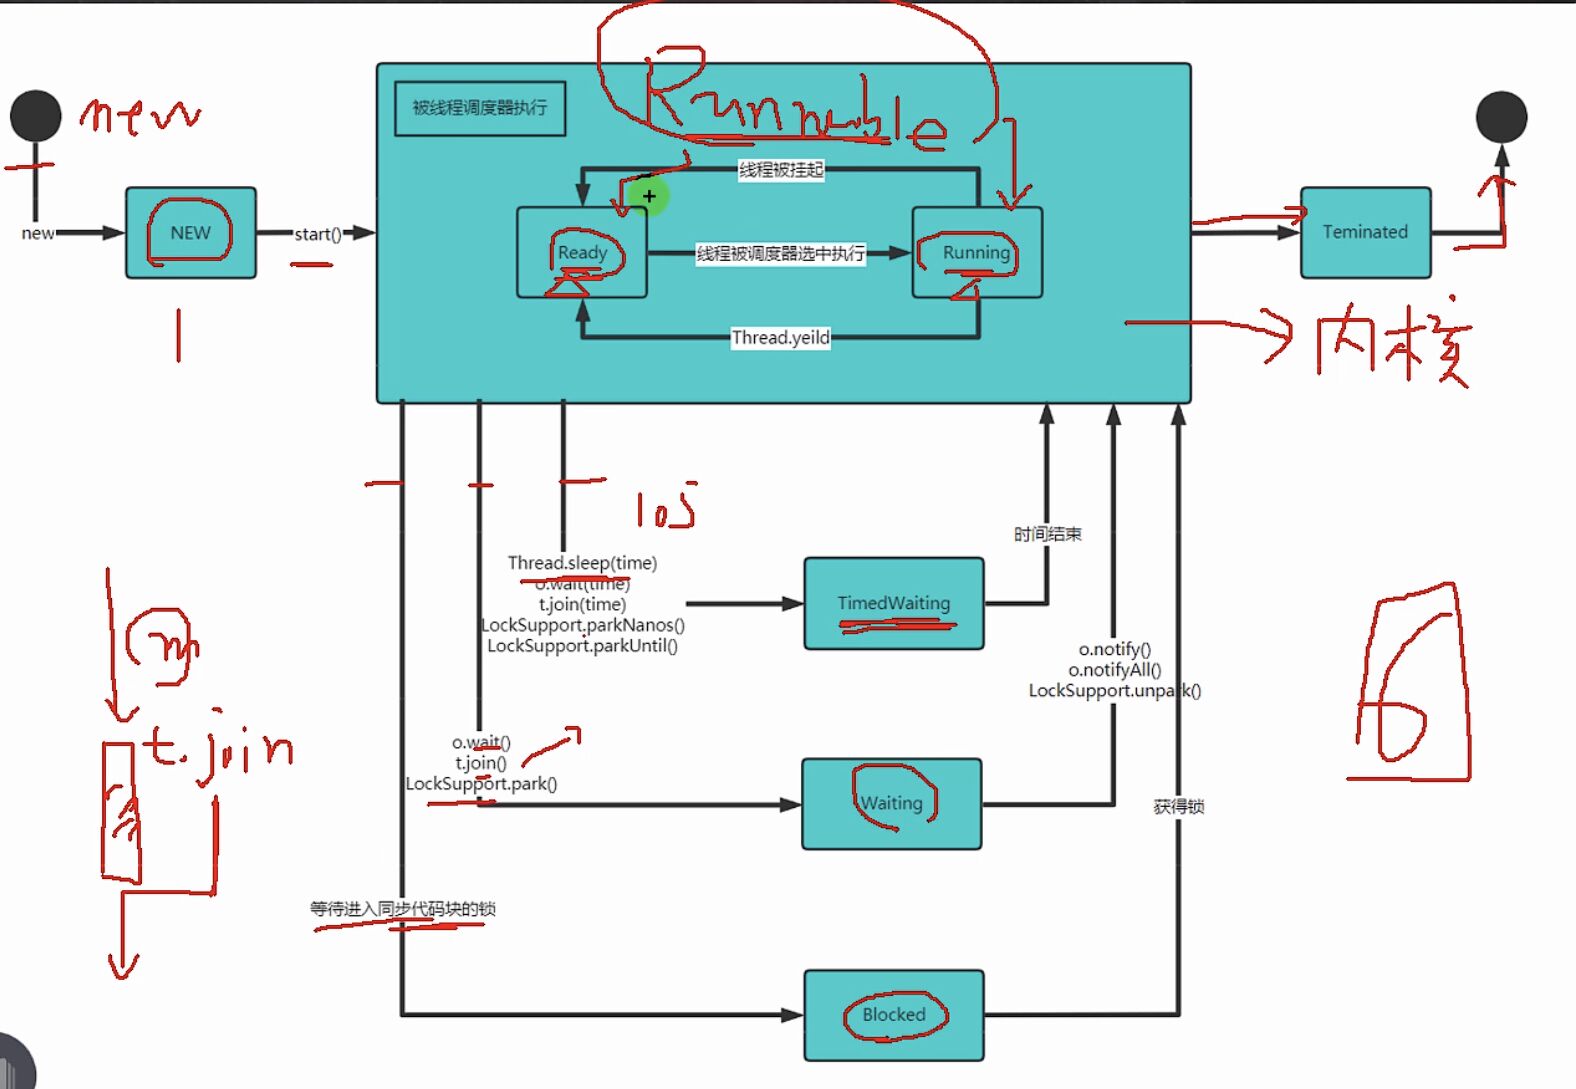 new
Runnable
被线程调度器执行
线程被挂起
new
NEW
start()
Ready
线程被调度器选中执行
Running
Teminated
Thread.yeild
内核
10s
Thread.sleep(time)
o.wait(time)
t.join(time)
LockSupport.parkNanos()
LockSupport.parkUntil()
TimedWaiting
时间结束
o.notify()
o.notifyAll()
LockSupport.unpark()
6
m
t.join
o.wait()
t.join()
LockSupport.park()
Waiting
获得锁
等待进入同步代码块的锁
Blocked